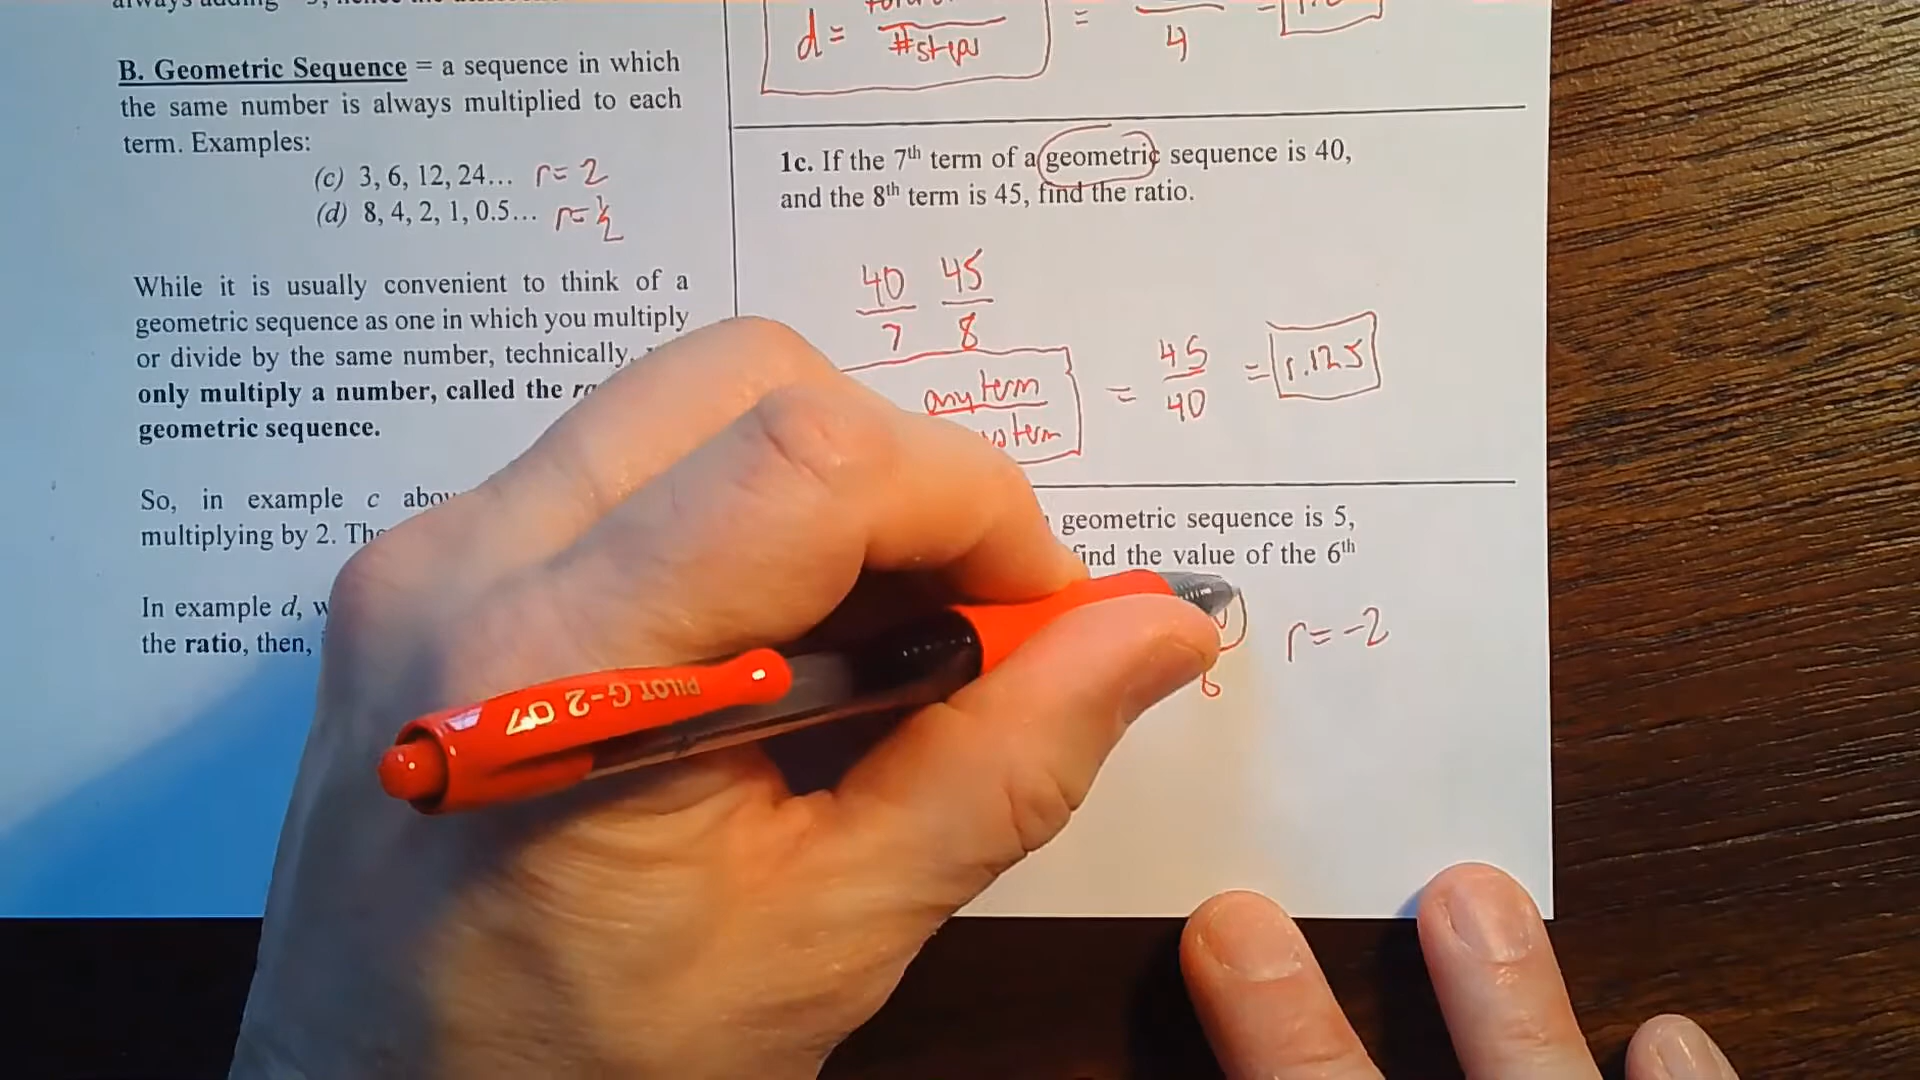 B. Geometric Sequence = a sequence in which
the same number is always multiplied to each
term. Examples:
(c) 3, 6, 12, 24... r = 2
(d) 8, 4, 2, 1, 0.5... r = 1/2
While it is usually convenient to think of a
geometric sequence as one in which you multiply
or divide by the same number, technically,
only multiply a number, called the
geometric sequence.
So, in example c
multiplying by 2.
In example d,
the ratio, then,
d = #steps = 4 =
1c. If the 7th term of a geometric sequence is 40,
and the 8th term is 45, find the ratio.
40 45
7 8
any term = 45 = 1.125
term 40
geometric sequence is 5,
find the value of the 6th
r = -2
6
PILOT G-2 07